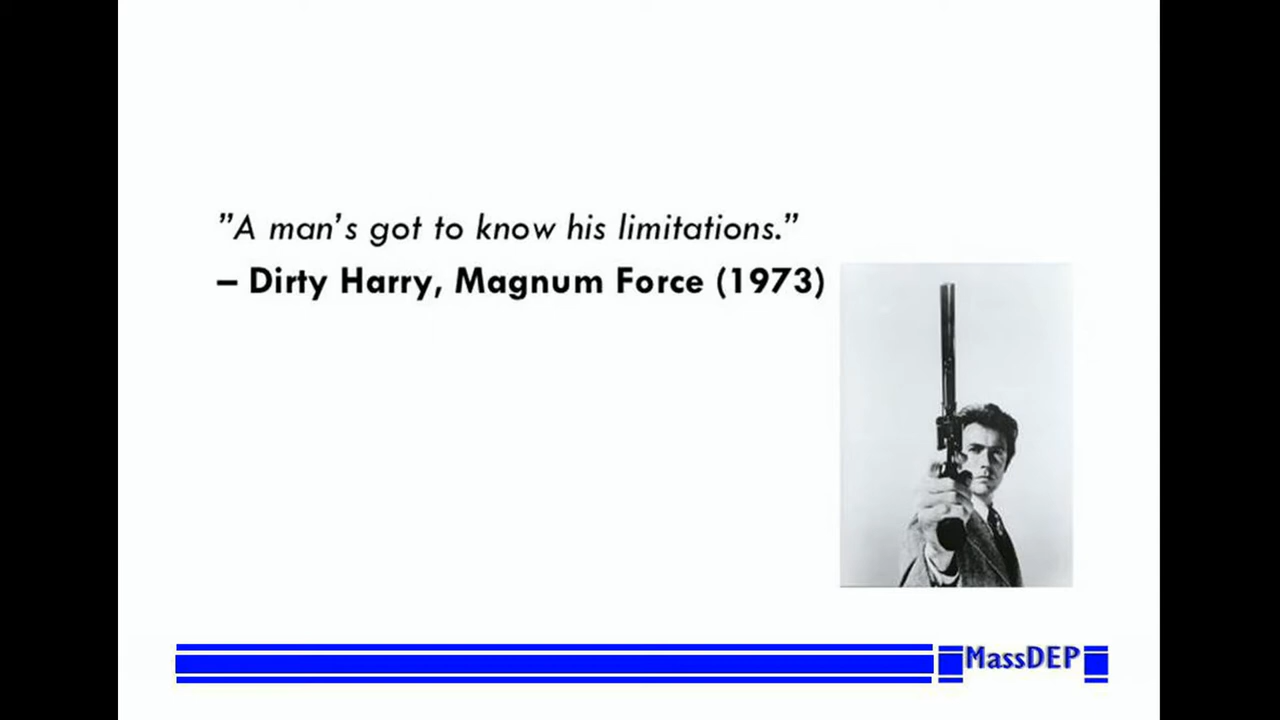 ”A man’s got to know his limitations.”
– Dirty Harry, Magnum Force (1973)
MassDEP